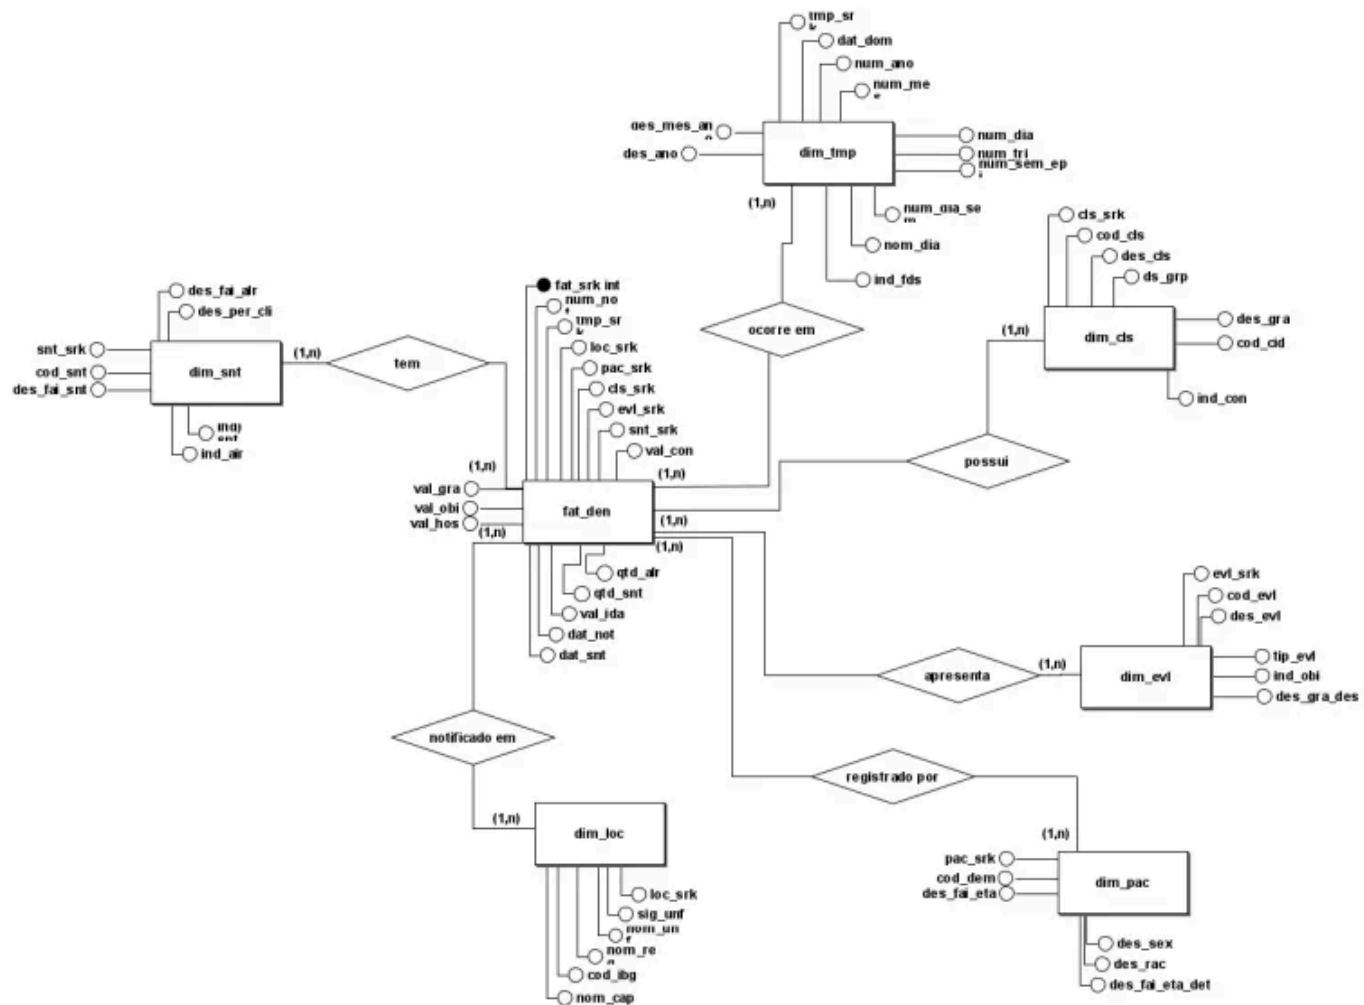 tmp_sr
k
dat_dom
num_ano
num_me
des_mes_an
o
des_ano
dim_tmp
num_dia
num_tri
num_sem_ep
i
(1,n)
num_dia_se
m
nom_dia
ind_fds
ocorre em
cls_srk
cod_cls
des_cls
ds_grp
(1,n)
dim_cls
des_gra
cod_cid
ind_con
possui
des_fai_alr
des_per_cli
snt_srk
cod_snt
des_fai_snt
dim_snt
(1,n)
tem
snt
ind_alr
fat_srk int
num_no
t
tmp_sr
k
loc_srk
pac_srk
cls_srk
evl_srk
snt_srk
val_con
(1,n)
(1,n)
val_gra
val_obi
val_hos
fat_den
(1,n)
(1,n)
(1,n)
qtd_alr
qtd_snt
val_ida
dat_not
dat_snt
evl_srk
cod_evl
des_evl
apresenta
(1,n)
dim_evl
tip_evl
ind_obi
des_gra_des
notificado em
registrado por
(1,n)
dim_loc
loc_srk
sig_unf
nom_un
f
nom_re
g
cod_ibg
nom_cap
(1,n)
pac_srk
cod_dem
des_fai_eta
dim_pac
des_sex
des_rac
des_fai_eta_det